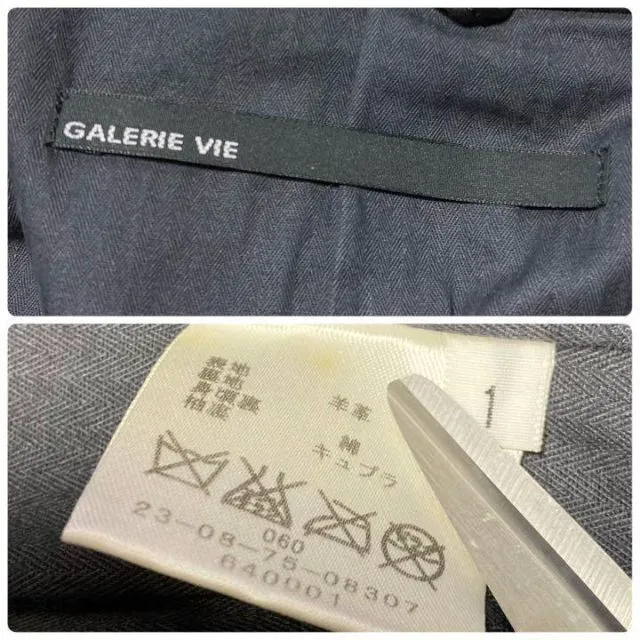 GALERIE VIE
表地 羊革
裏地
身頃裏 綿
袖裏 キュプラ
060
23-08-75-08307
640001
1